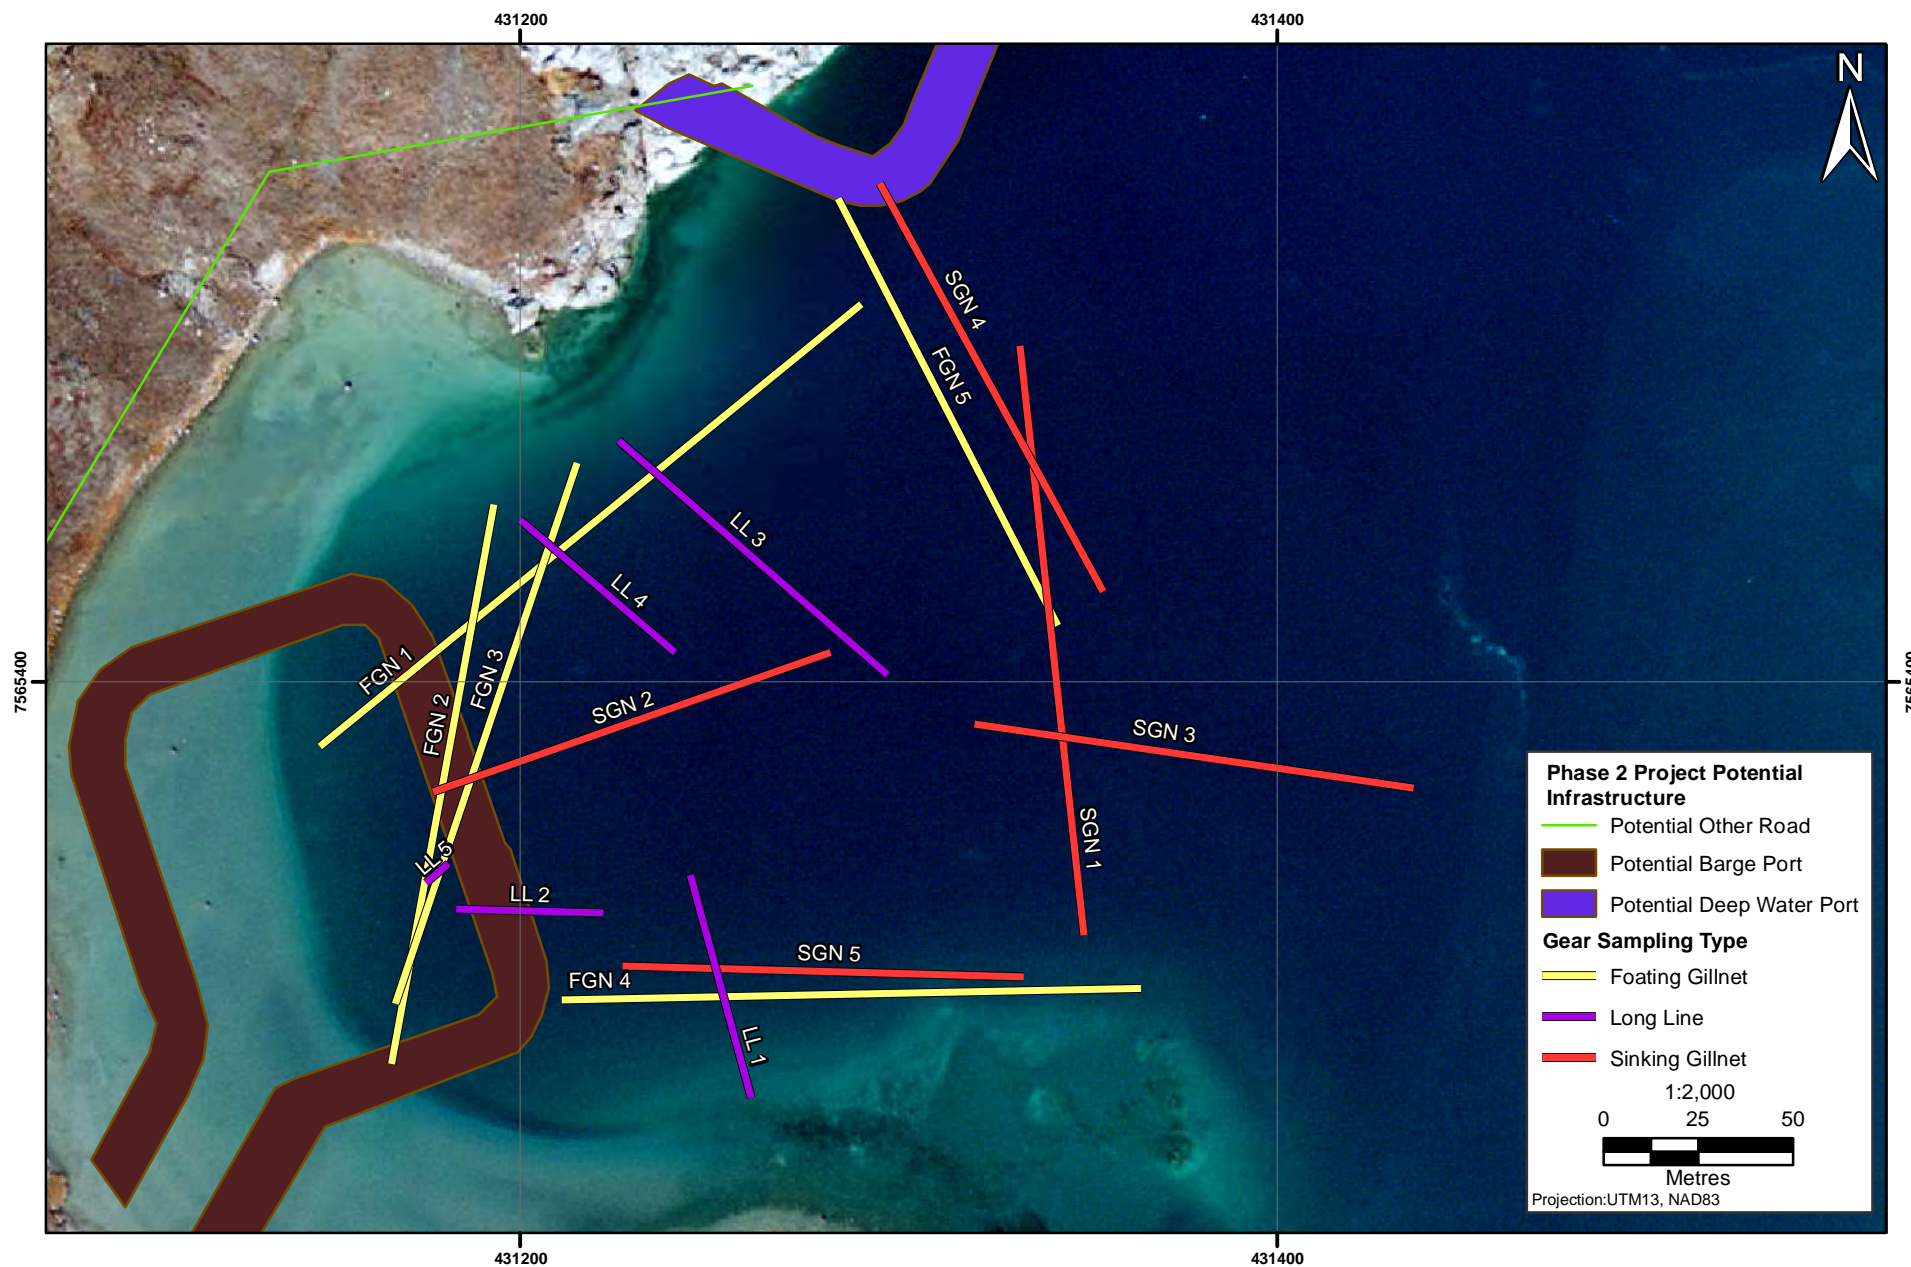 431200
431400
N
SGN 4
FGN 5
LL 3
LL 4
FGN 1
FGN 3
FGN 2
SGN 2
SGN 3
7565400
7565400
SGN 1
LL 5
LL 2
SGN 5
FGN 4
LL 1
Phase 2 Project Potential
Infrastructure
Potential Other Road
Potential Barge Port
Potential Deep Water Port
Gear Sampling Type
Foating Gillnet
Long Line
Sinking Gillnet
1:2,000
0 25 50
Metres
Projection:UTM13, NAD83
431200
431400